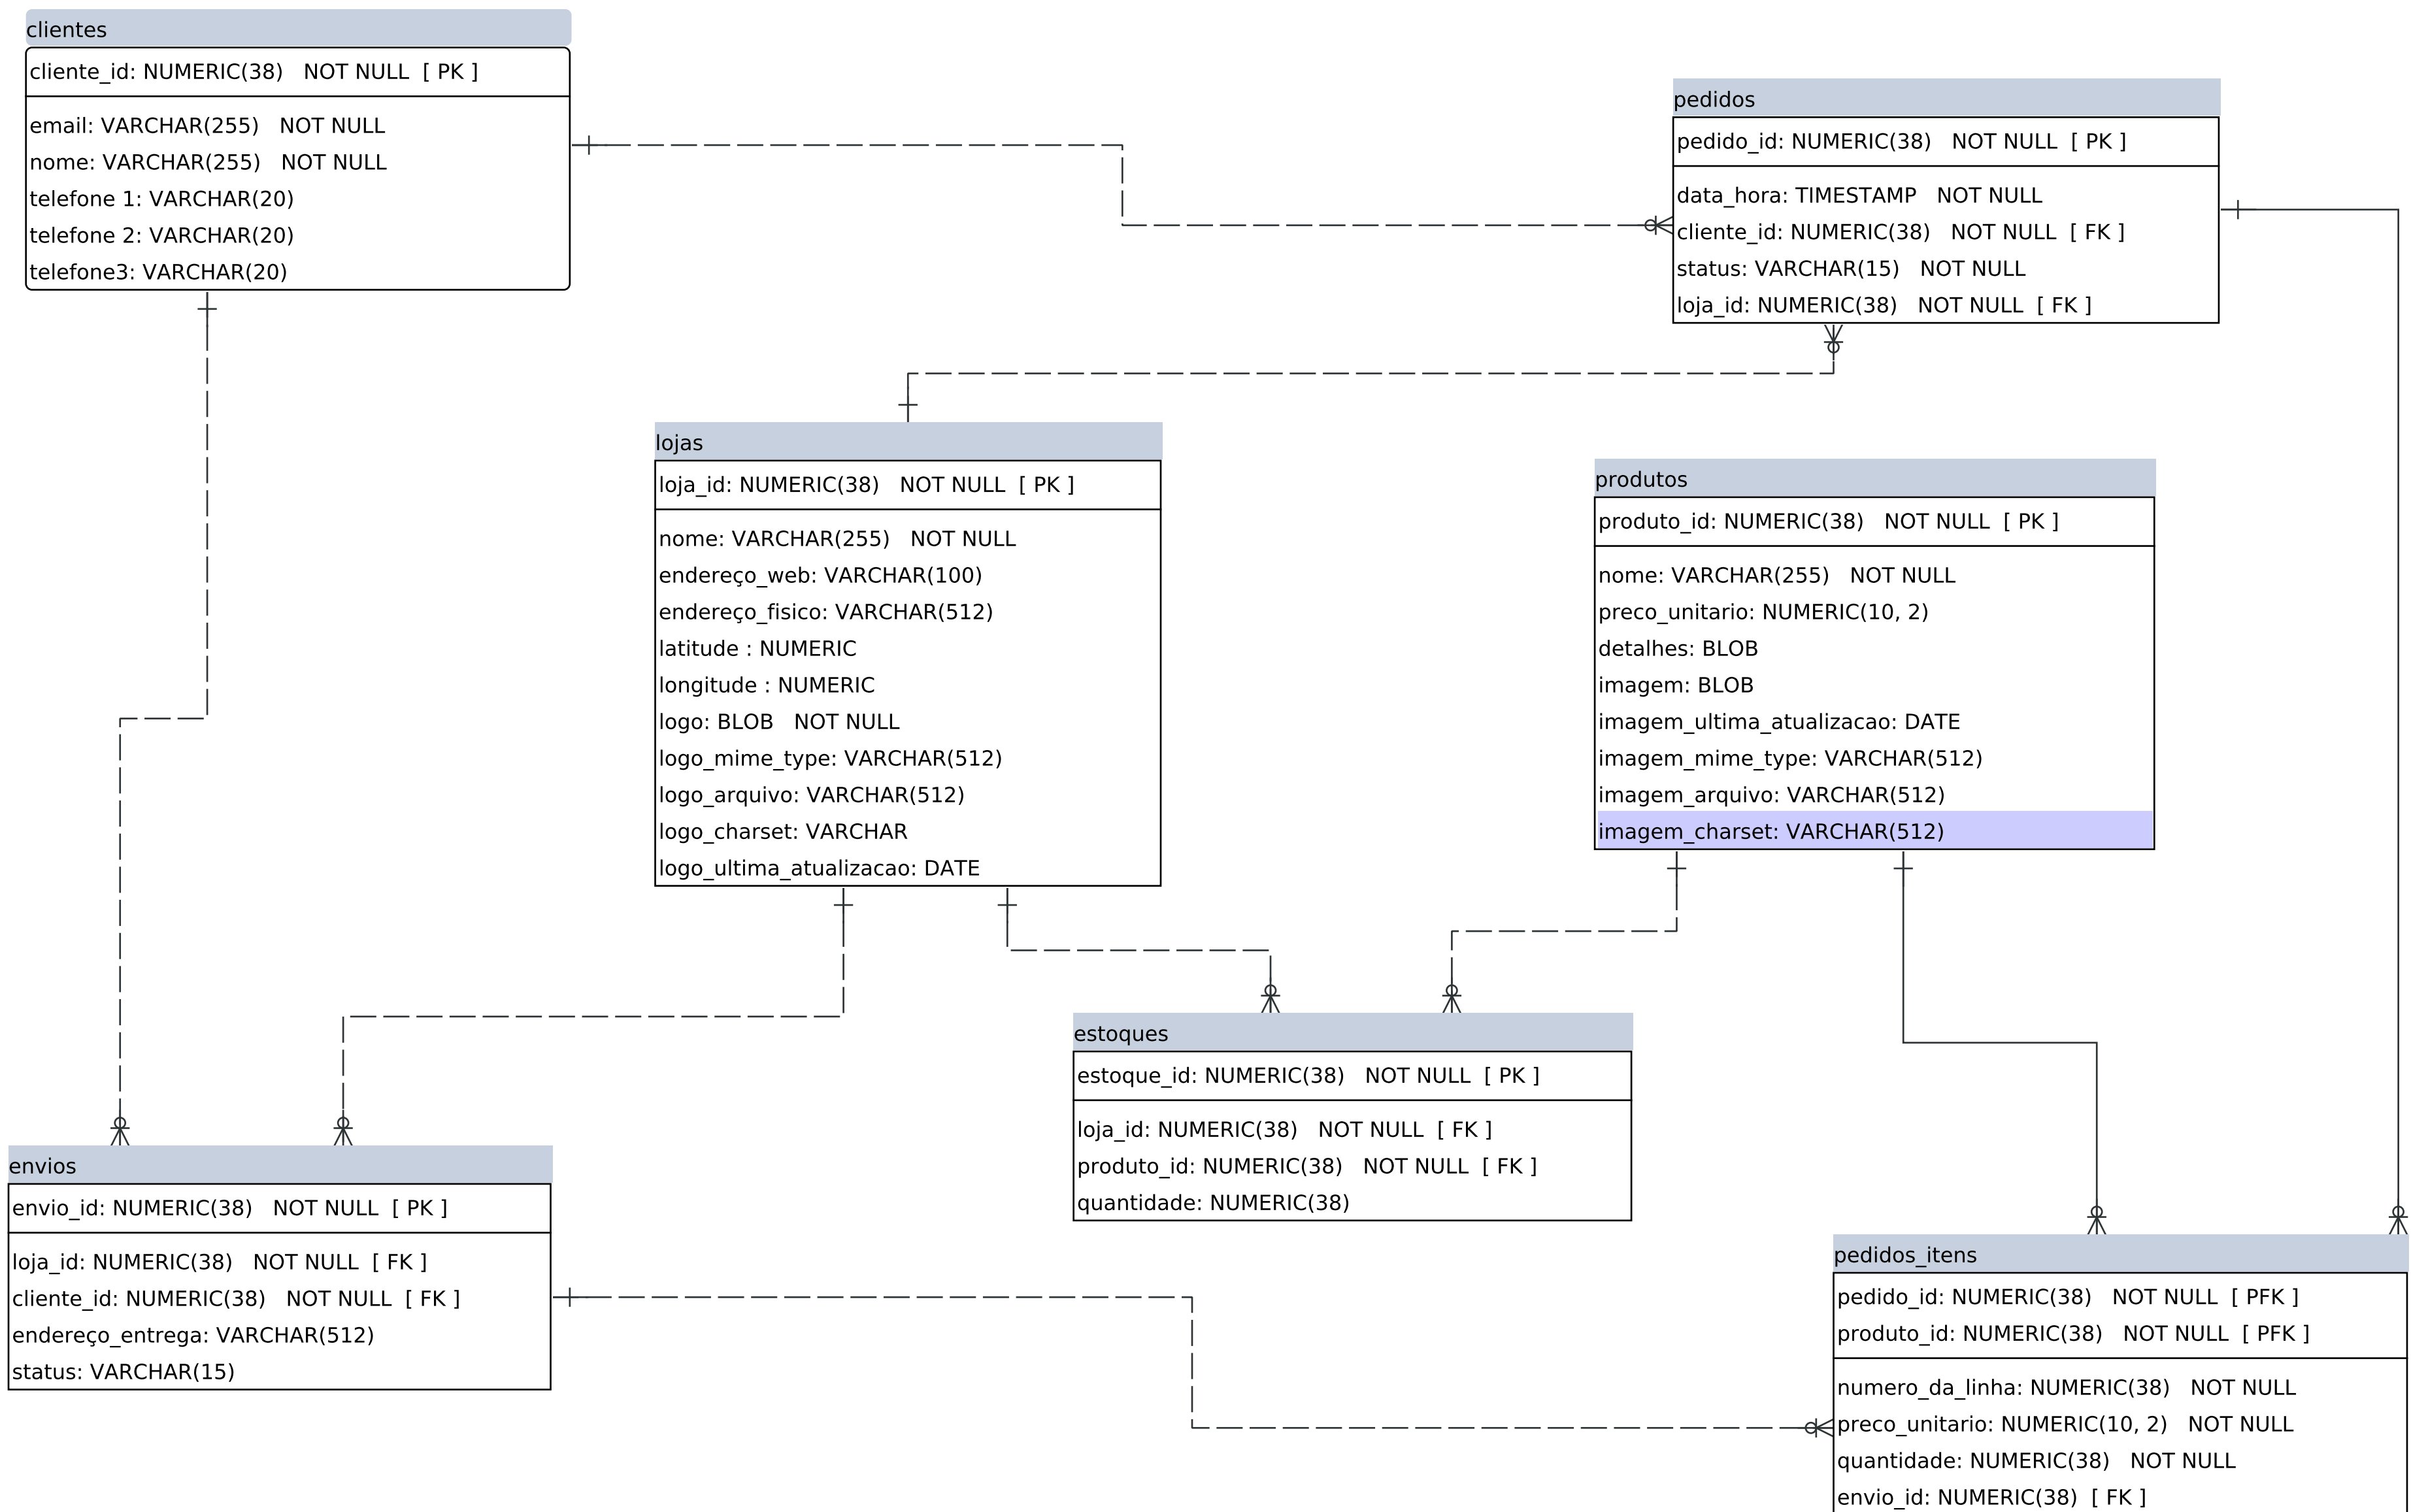 clientes
cliente_id: NUMERIC(38) NOT NULL [ PK ]
email: VARCHAR(255) NOT NULL
nome: VARCHAR(255) NOT NULL
telefone 1: VARCHAR(20)
telefone 2: VARCHAR(20)
telefone3: VARCHAR(20)
pedidos
pedido_id: NUMERIC(38) NOT NULL [ PK ]
data_hora: TIMESTAMP NOT NULL
cliente_id: NUMERIC(38) NOT NULL [ FK ]
status: VARCHAR(15) NOT NULL
loja_id: NUMERIC(38) NOT NULL [ FK ]
lojas
loja_id: NUMERIC(38) NOT NULL [ PK ]
nome: VARCHAR(255) NOT NULL
endereço_web: VARCHAR(100)
endereço_fisico: VARCHAR(512)
latitude : NUMERIC
longitude : NUMERIC
logo: BLOB NOT NULL
logo_mime_type: VARCHAR(512)
logo_arquivo: VARCHAR(512)
logo_charset: VARCHAR
logo_ultima_atualizacao: DATE
produtos
produto_id: NUMERIC(38) NOT NULL [ PK ]
nome: VARCHAR(255) NOT NULL
preco_unitario: NUMERIC(10, 2)
detalhes: BLOB
imagem: BLOB
imagem_ultima_atualizacao: DATE
imagem_mime_type: VARCHAR(512)
imagem_arquivo: VARCHAR(512)
imagem_charset: VARCHAR(512)
estoques
estoque_id: NUMERIC(38) NOT NULL [ PK ]
loja_id: NUMERIC(38) NOT NULL [ FK ]
produto_id: NUMERIC(38) NOT NULL [ FK ]
quantidade: NUMERIC(38)
envios
envio_id: NUMERIC(38) NOT NULL [ PK ]
loja_id: NUMERIC(38) NOT NULL [ FK ]
cliente_id: NUMERIC(38) NOT NULL [ FK ]
endereço_entrega: VARCHAR(512)
status: VARCHAR(15)
pedidos_itens
pedido_id: NUMERIC(38) NOT NULL [ PFK ]
produto_id: NUMERIC(38) NOT NULL [ PFK ]
numero_da_linha: NUMERIC(38) NOT NULL
preco_unitario: NUMERIC(10, 2) NOT NULL
quantidade: NUMERIC(38) NOT NULL
envio_id: NUMERIC(38) [ FK ]